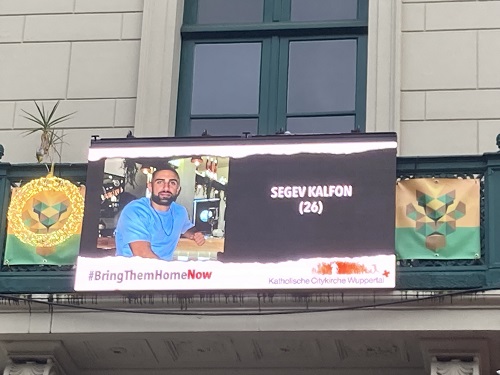 SEGEV KALFON
(26)
#BringThemHomeNow
Katholische Citykirche Wuppertal